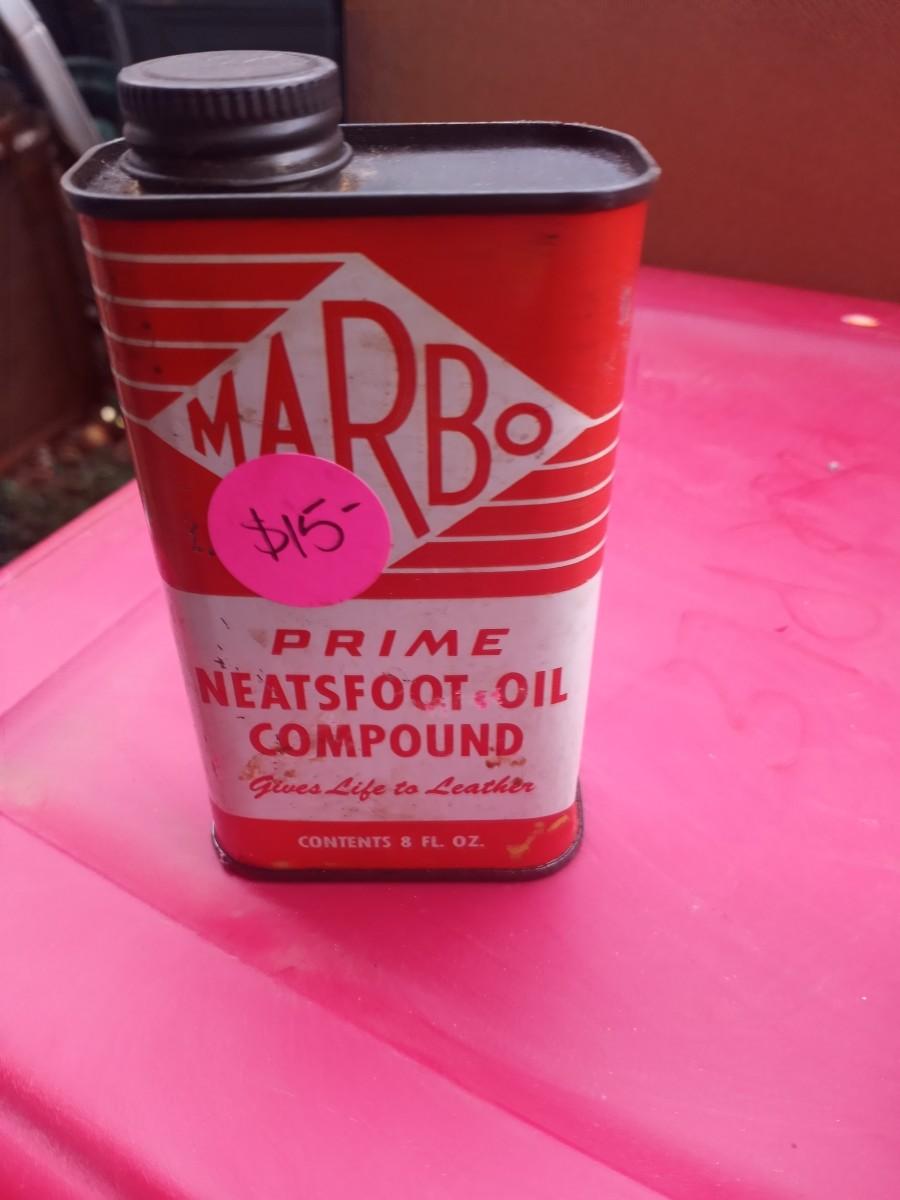 MARBO
$15-
PRIME
NEATSFOOT OIL
COMPOUND
Gives Life to Leather
CONTENTS 8 FL. OZ.